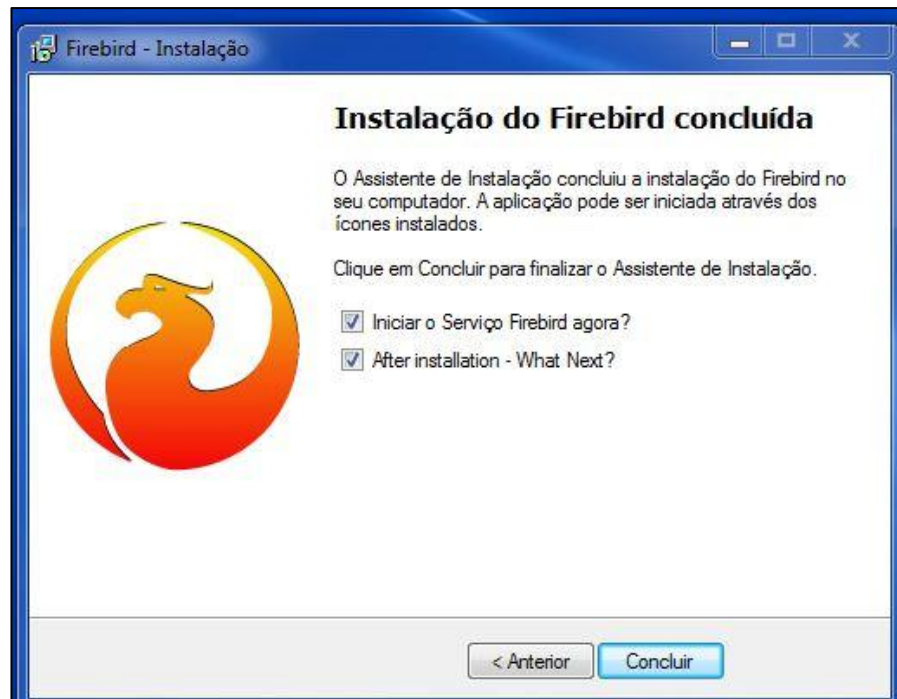 Firebird - Instalação
Instalação do Firebird concluída
O Assistente de Instalação concluiu a instalação do Firebird no
seu computador. A aplicação pode ser iniciada através dos
ícones instalados.
Clique em Concluir para finalizar o Assistente de Instalação.
Iniciar o Serviço Firebird agora?
After installation - What Next?
< Anterior
Concluir